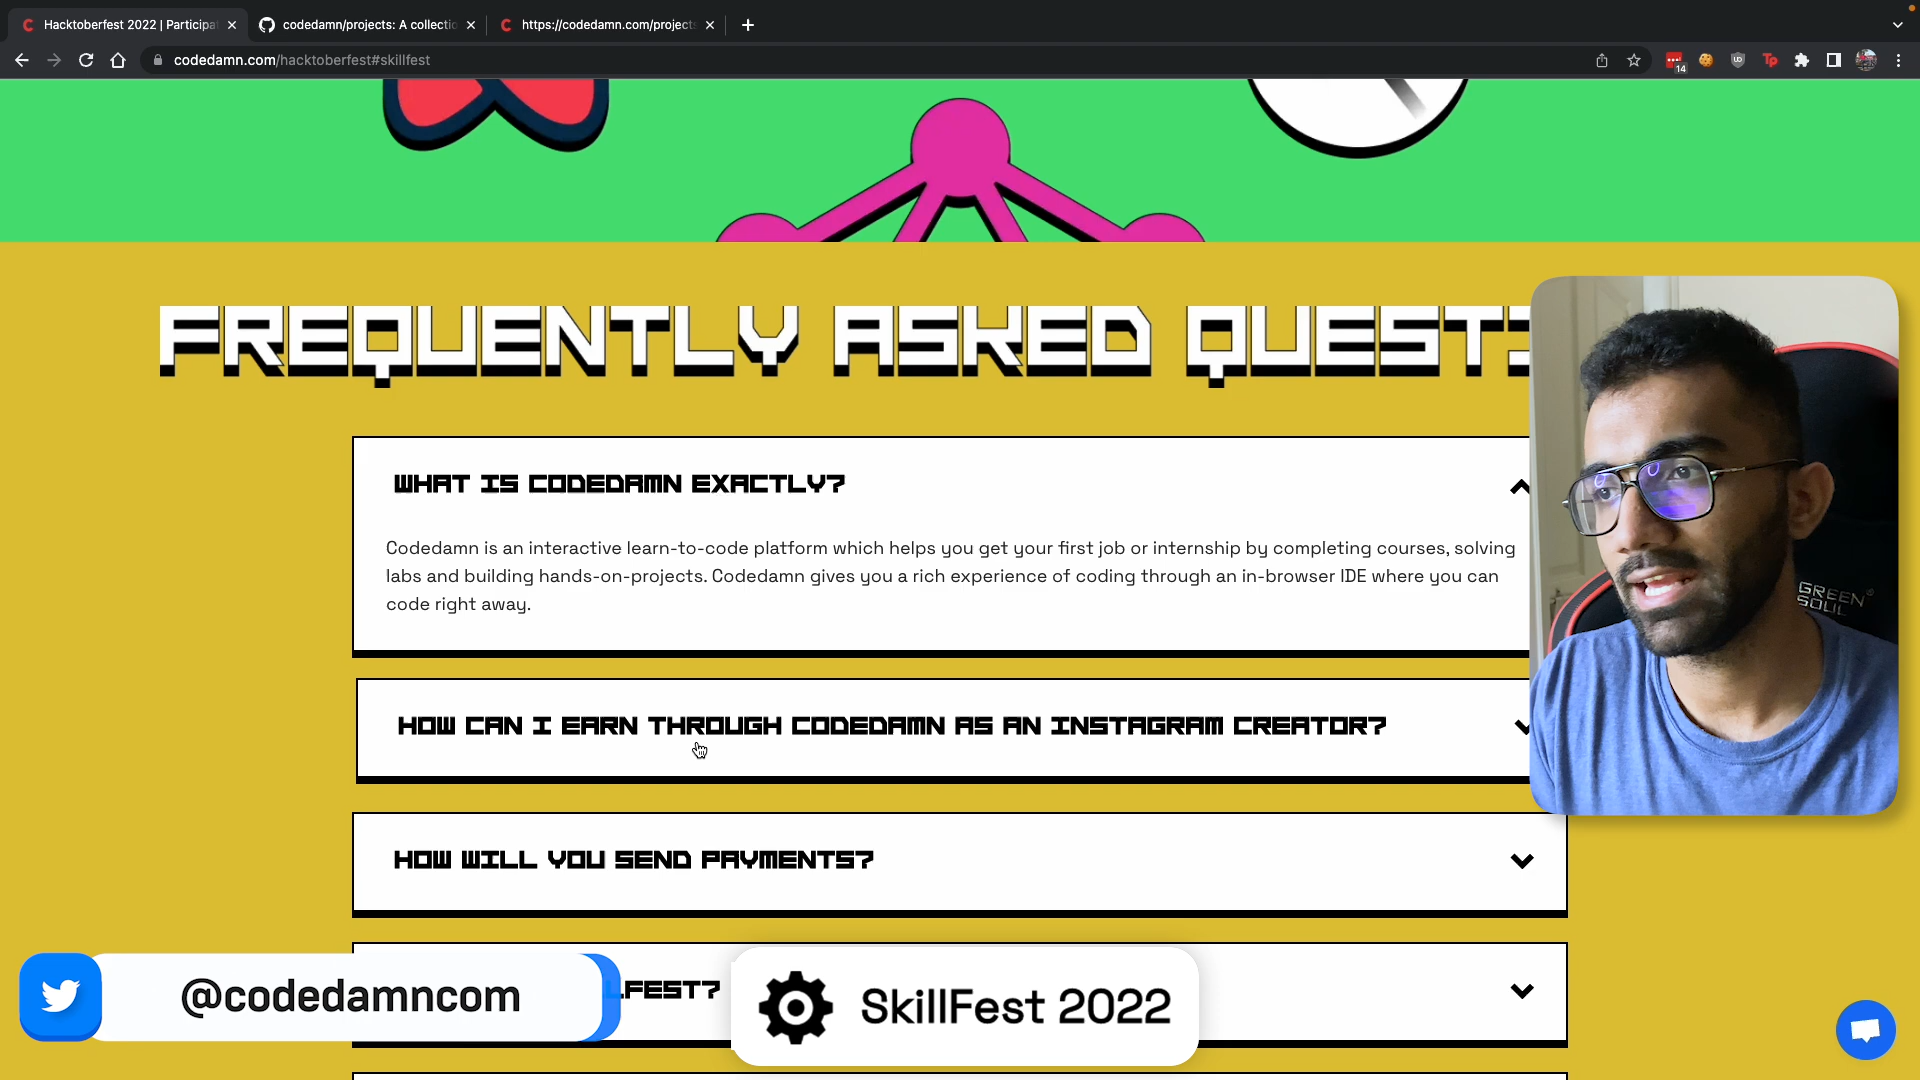 Hacktoberfest 2022 | Participa
codedamn/projects: A collectio
https://codedamn.com/project
codedamn.com/hacktoberfest#skillfest
14
UD
Tp
FREQUENTLY ASKED QUEST
WHAT IS CODEDAMN EXACTLY?
Codedamn is an interactive learn-to-code platform which helps you get your first job or internship by completing courses, solving
labs and building hands-on-projects. Codedamn gives you a rich experience of coding through an in-browser IDE where you can
code right away.
HOW CAN I EARN THROUGH CODEDAMN AS AN INSTAGRAM CREATOR?
HOW WILL YOU SEND PAYMENTS?
LFEST?
GREEN
SOUL
@codedamncom
SkillFest 2022